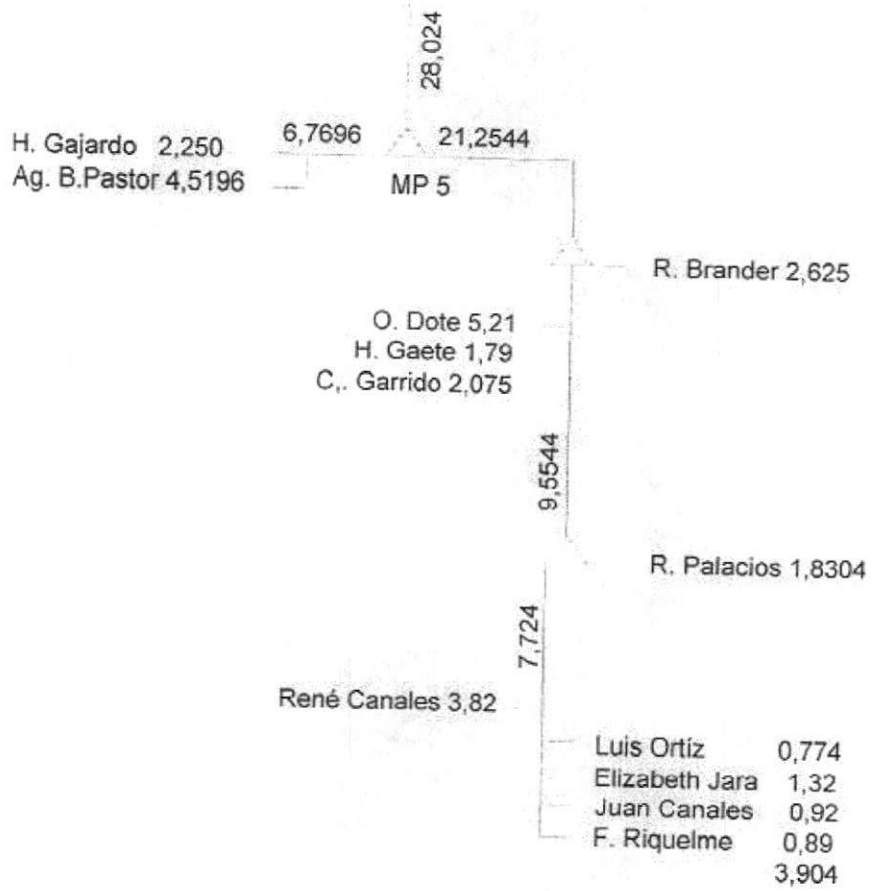 28,024
6,7696
21,2544
H. Gajardo 2,250
Ag. B.Pastor 4,5196
MP 5
R. Brander 2,625
O. Dote 5,21
H. Gaete 1,79
C,. Garrido 2,075
9,5544
R. Palacios 1,8304
7,724
René Canales 3,82
Luis Ortíz 0,774
Elizabeth Jara 1,32
Juan Canales 0,92
F. Riquelme 0,89
3,904